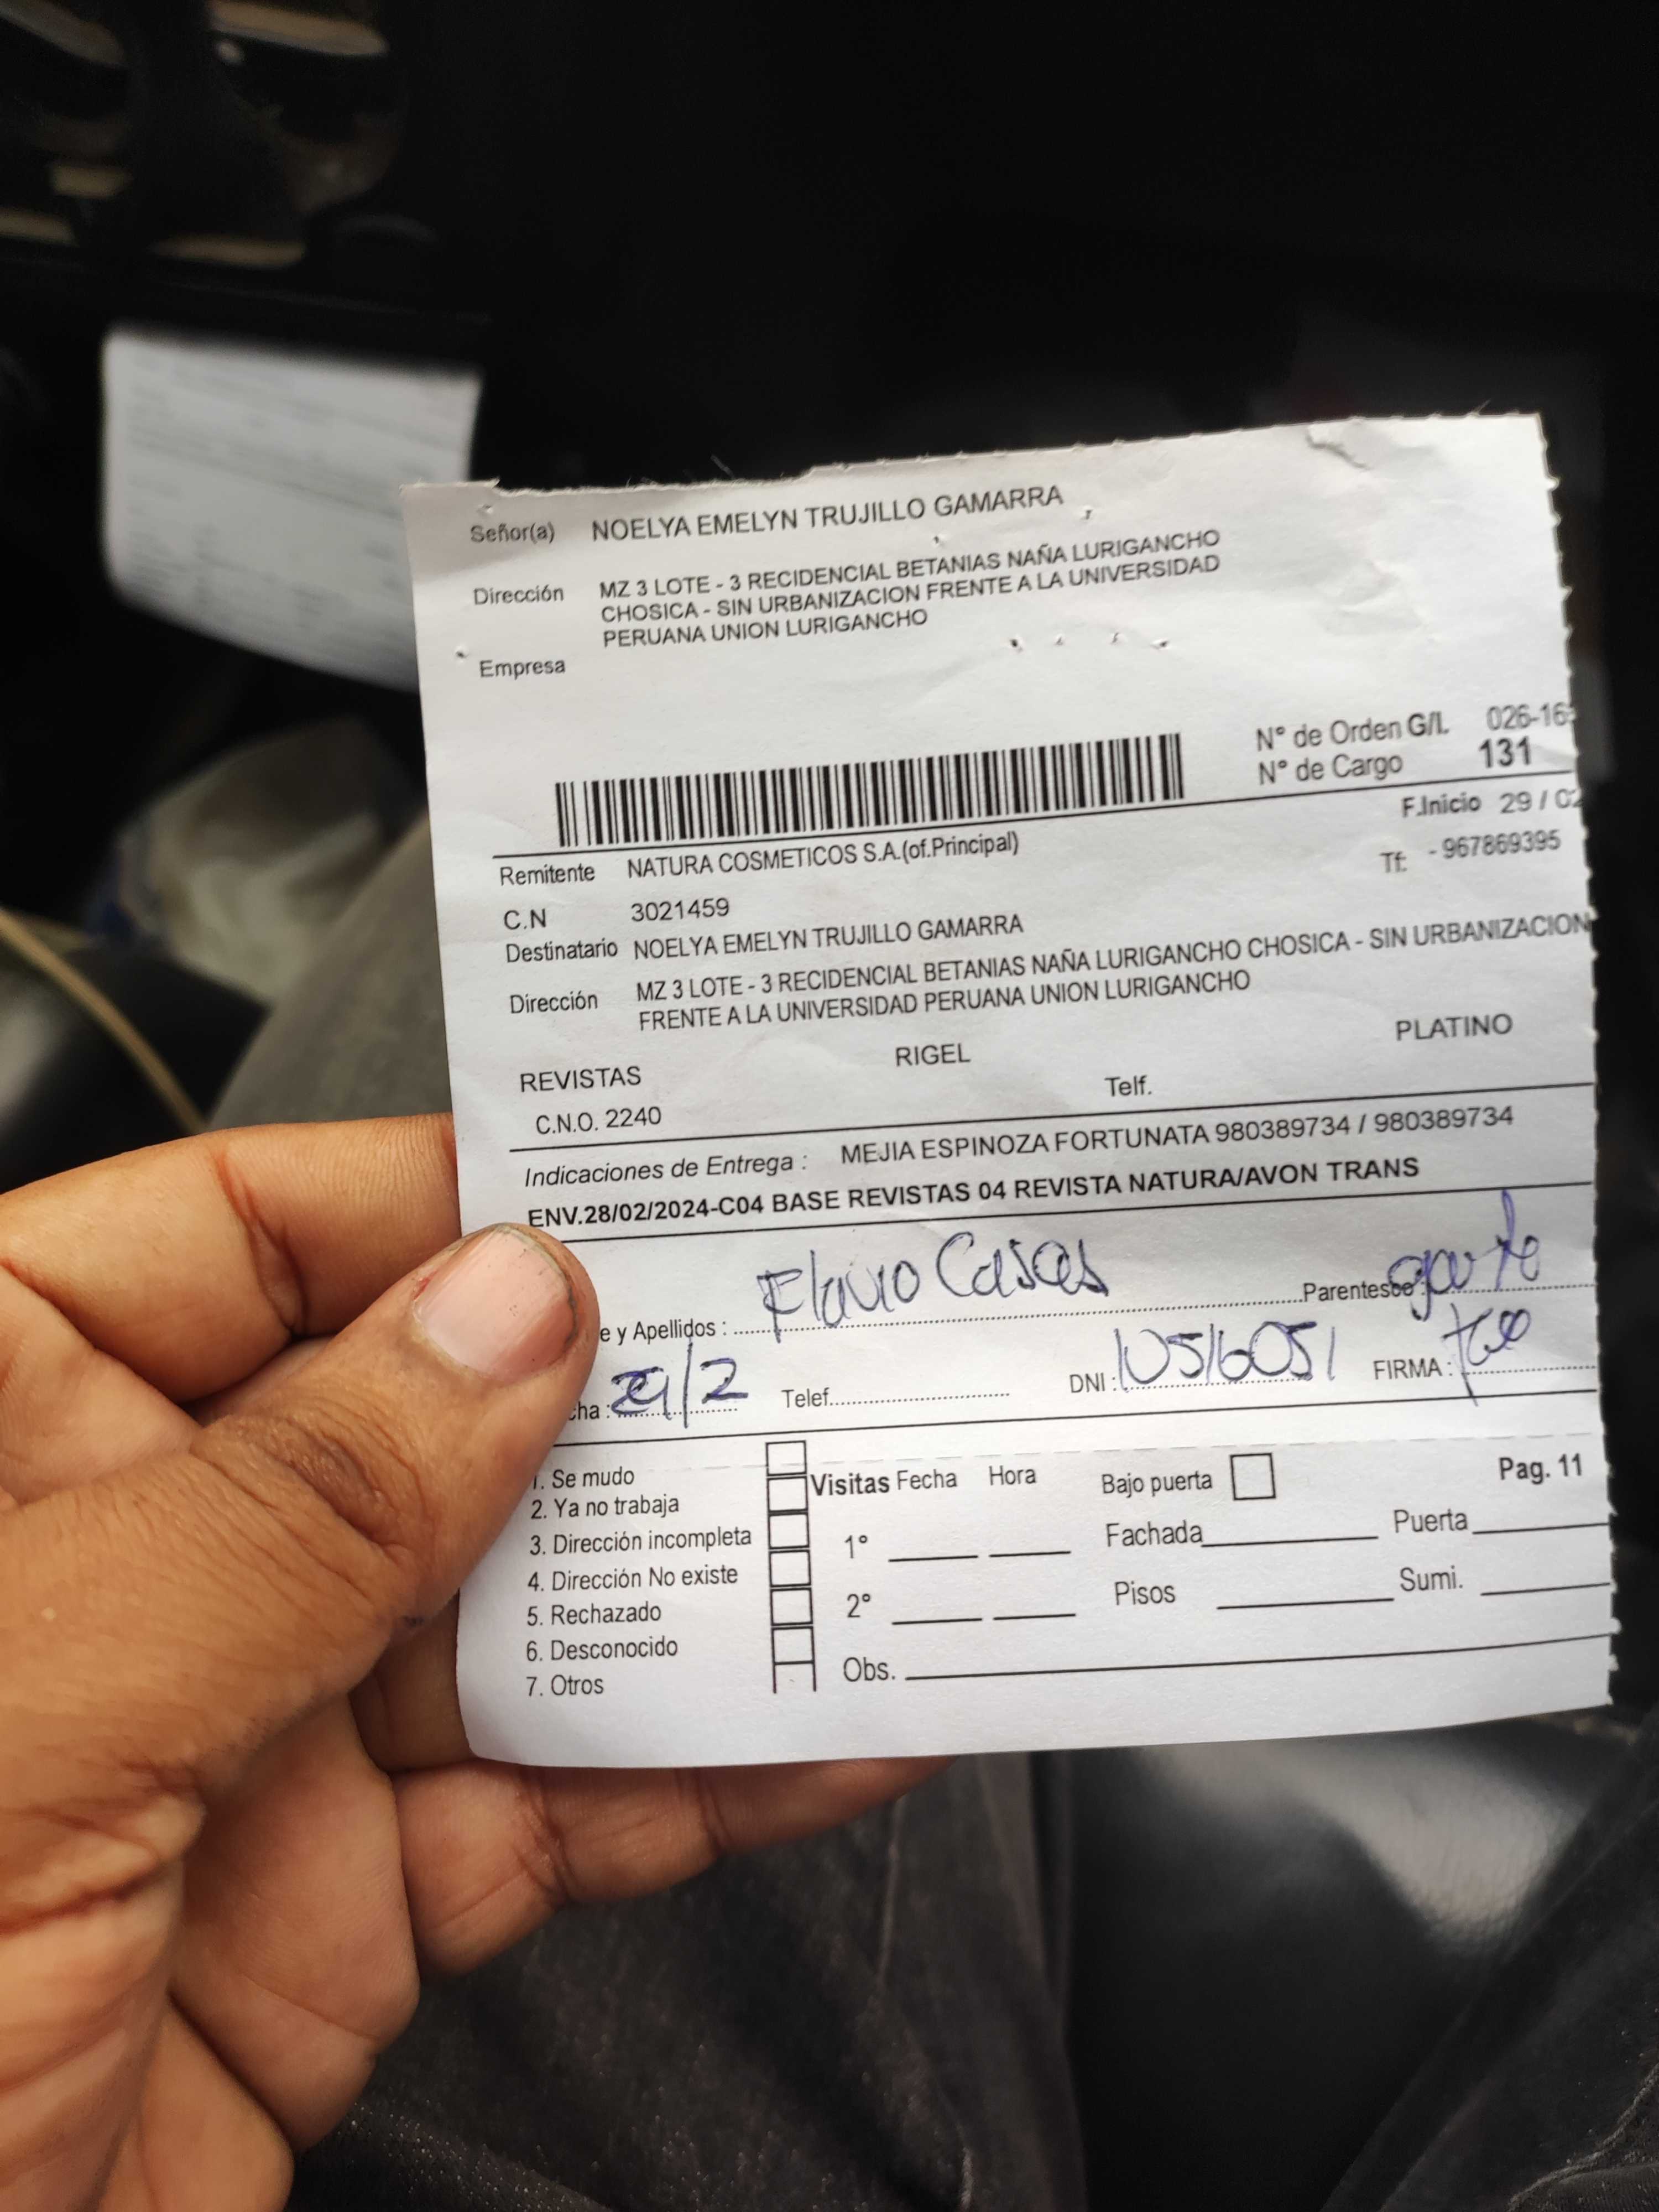 Señor(a) NOELYA EMELYN TRUJILLO GAMARRA
Dirección MZ 3 LOTE - 3 RECIDENCIAL BETANIAS NAÑA LURIGANCHO
CHOSICA - SIN URBANIZACION FRENTE A LA UNIVERSIDAD
PERUANA UNION LURIGANCHO
Empresa
N° de Orden G/I. 026-16
N° de Cargo 131
F.Inicio 29 / 02
Remitente NATURA COSMETICOS S.A.(of.Principal) Tf: - 967869395
C.N 3021459
Destinatario NOELYA EMELYN TRUJILLO GAMARRA
Dirección MZ 3 LOTE - 3 RECIDENCIAL BETANIAS NAÑA LURIGANCHO CHOSICA - SIN URBANIZACION
FRENTE A LA UNIVERSIDAD PERUANA UNION LURIGANCHO
REVISTAS RIGEL PLATINO
C.N.O. 2240 Telf.
Indicaciones de Entrega : MEJIA ESPINOZA FORTUNATA 980389734 / 980389734
ENV.28/02/2024-C04 BASE REVISTAS 04 REVISTA NATURA/AVON TRANS
e y Apellidos : Flavio Casas Parentesco :
cha : 29/2 Telef. DNI : 10516051 FIRMA :
1. Se mudo Visitas Fecha Hora Bajo puerta Pag. 11
2. Ya no trabaja
3. Dirección incompleta 1° Fachada Puerta
4. Dirección No existe
5. Rechazado 2° Pisos Sumi.
6. Desconocido
7. Otros Obs.